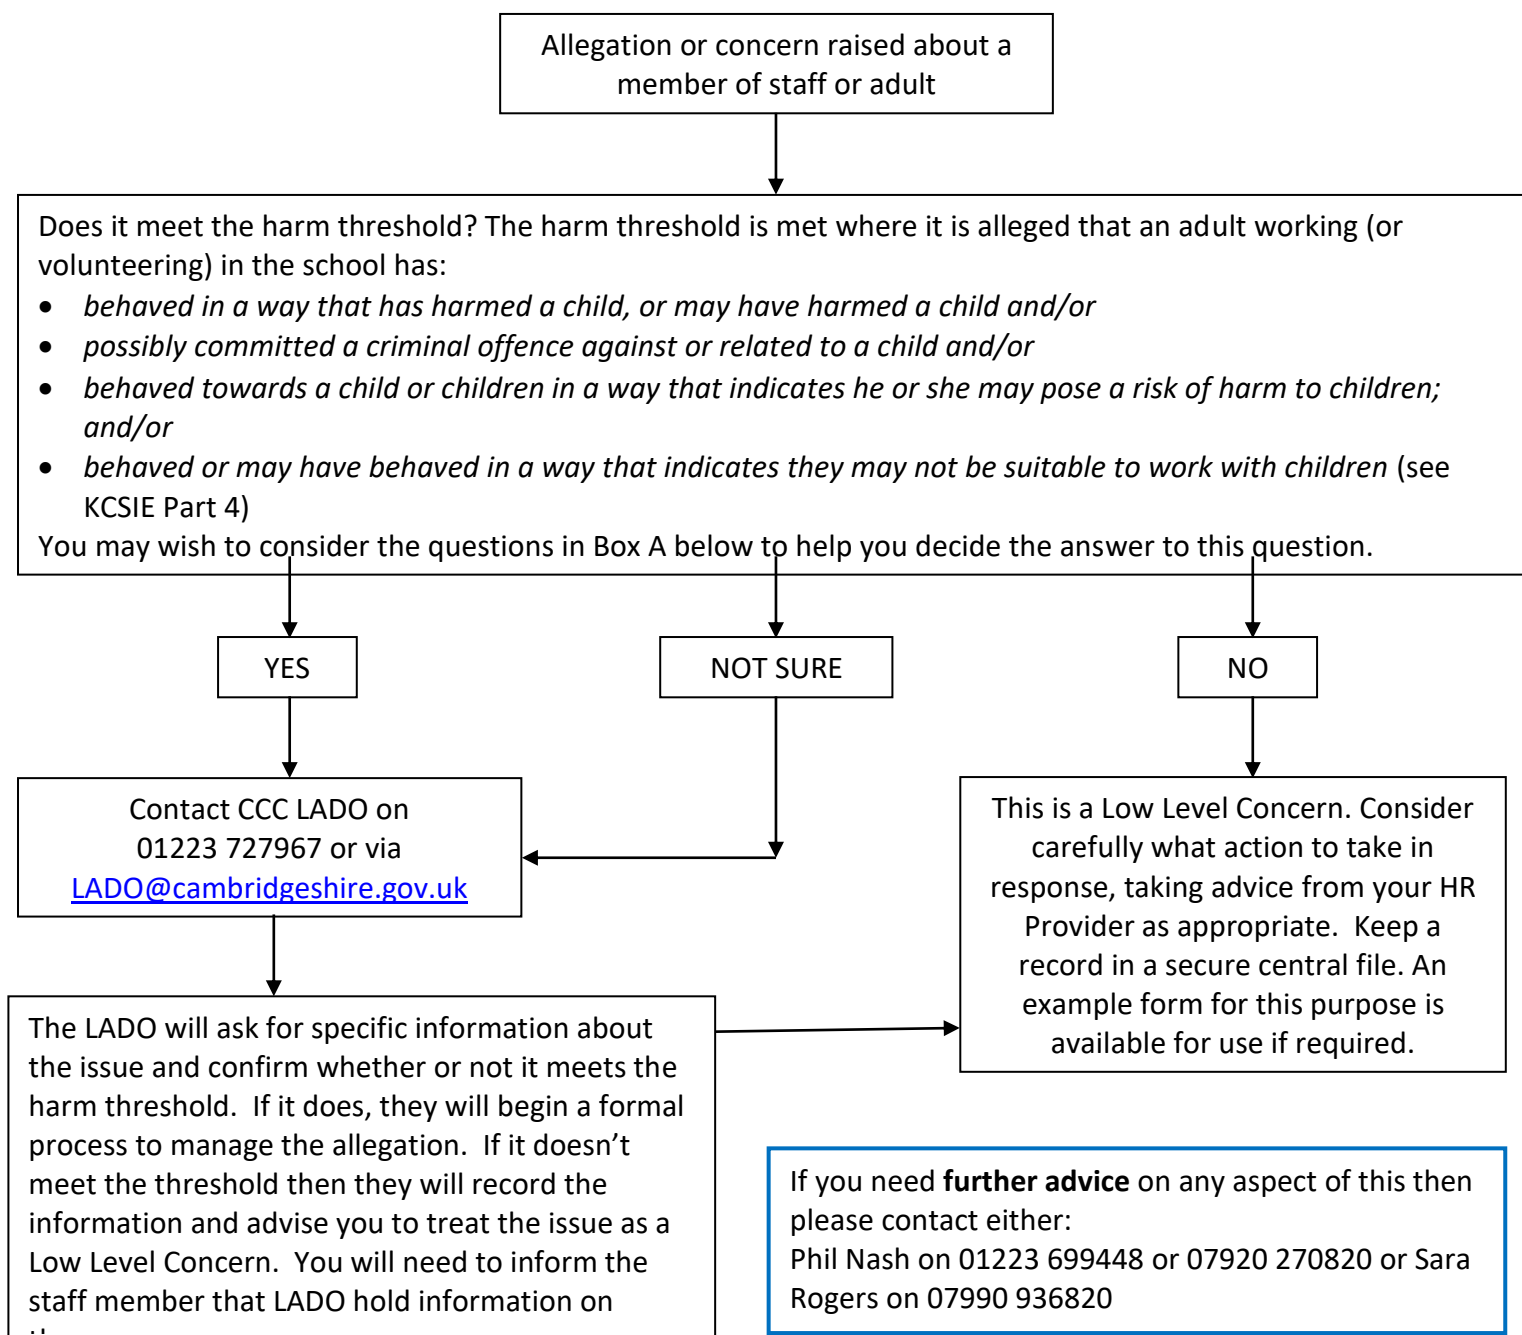 Allegation or concern raised about a
member of staff or adult
Does it meet the harm threshold? The harm threshold is met where it is alleged that an adult working (or
volunteering) in the school has:
• behaved in a way that has harmed a child, or may have harmed a child and/or
• possibly committed a criminal offence against or related to a child and/or
• behaved towards a child or children in a way that indicates he or she may pose a risk of harm to children;
and/or
• behaved or may have behaved in a way that indicates they may not be suitable to work with children (see
KCSIE Part 4)
You may wish to consider the questions in Box A below to help you decide the answer to this question.
YES
NOT SURE
NO
Contact CCC LADO on
01223 727967 or via
LADO@cambridgeshire.gov.uk
This is a Low Level Concern. Consider
carefully what action to take in
response, taking advice from your HR
Provider as appropriate.  Keep a
record in a secure central file. An
example form for this purpose is
available for use if required.
The LADO will ask for specific information about
the issue and confirm whether or not it meets the
harm threshold.  If it does, they will begin a formal
process to manage the allegation.  If it doesn’t
meet the threshold then they will record the
information and advise you to treat the issue as a
Low Level Concern.  You will need to inform the
staff member that LADO hold information on
If you need further advice on any aspect of this then
please contact either:
Phil Nash on 01223 699448 or 07920 270820 or Sara
Rogers on 07990 936820